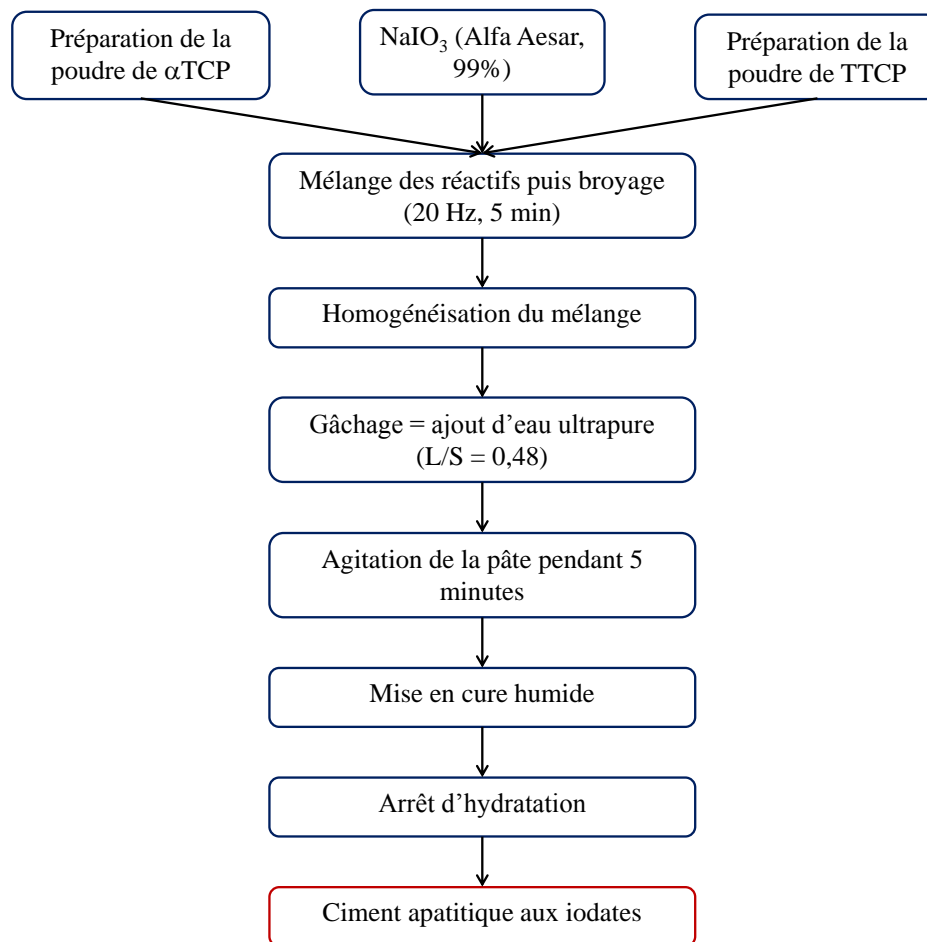 Préparation de la
poudre de αTCP
NaIO₃ (Alfa Aesar,
99%)
Préparation de la
poudre de TTCP
Mélange des réactifs puis broyage
(20 Hz, 5 min)
Homogénéisation du mélange
Gâchage = ajout d’eau ultrapure
(L/S = 0,48)
Agitation de la pâte pendant 5
minutes
Mise en cure humide
Arrêt d’hydratation
Ciment apatitique aux iodates